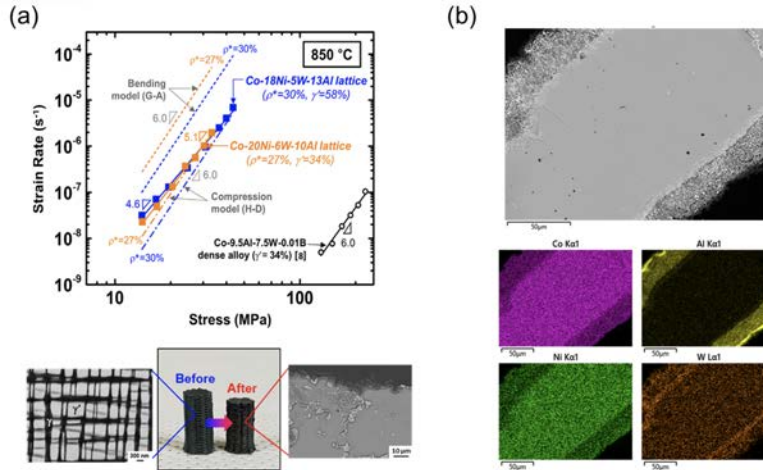 (a)
850 °C
10⁻⁴
10⁻⁵
10⁻⁶
10⁻⁷
10⁻⁸
10⁻⁹
Strain Rate (s⁻¹)
ρ*=27%
ρ*=30%
Bending
model (G-A)
6.0
Co-18Ni-5W-13Al lattice
(ρ*=30%, γ'=58%)
5.1
Co-20Ni-6W-10Al lattice
(ρ*=27%, γ'=34%)
6.0
4.6
Compression
model (H-D)
ρ*=27%
ρ*=30%
Co-9.5Al-7.5W-0.01B
dense alloy (γ'= 34%) [8]
6.0
10
100
Stress (MPa)
γ'
γ
200 nm
Before
After
10 μm
(b)
50μm
Co Kα1
Al Kα1
50μm
50μm
Ni Kα1
W Lα1
50μm
50μm